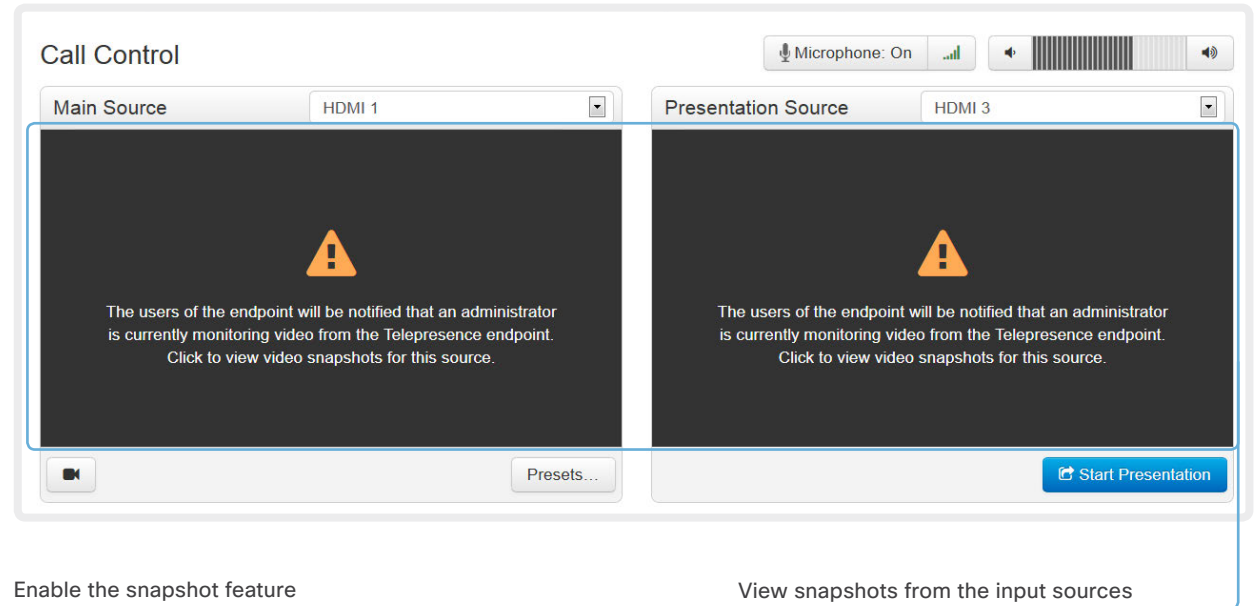 Call Control
Microphone: On
Main Source
HDMI 1
Presentation Source
HDMI 3
The users of the endpoint will be notified that an administrator
is currently monitoring video from the Telepresence endpoint.
Click to view video snapshots for this source.
The users of the endpoint will be notified that an administrator
is currently monitoring video from the Telepresence endpoint.
Click to view video snapshots for this source.
Presets...
Start Presentation
Enable the snapshot feature
View snapshots from the input sources